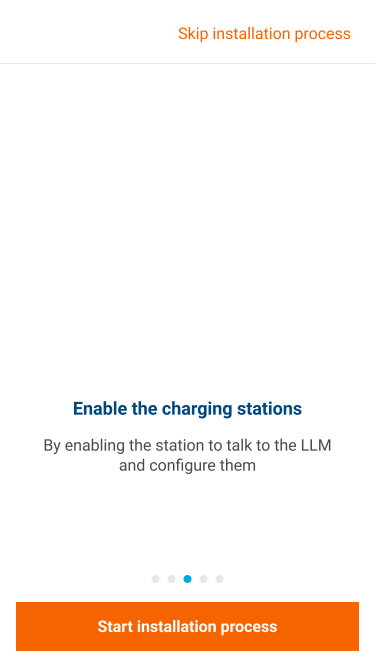 Skip installation process
Enable the charging stations
By enabling the station to talk to the LLM
and configure them
Start installation process